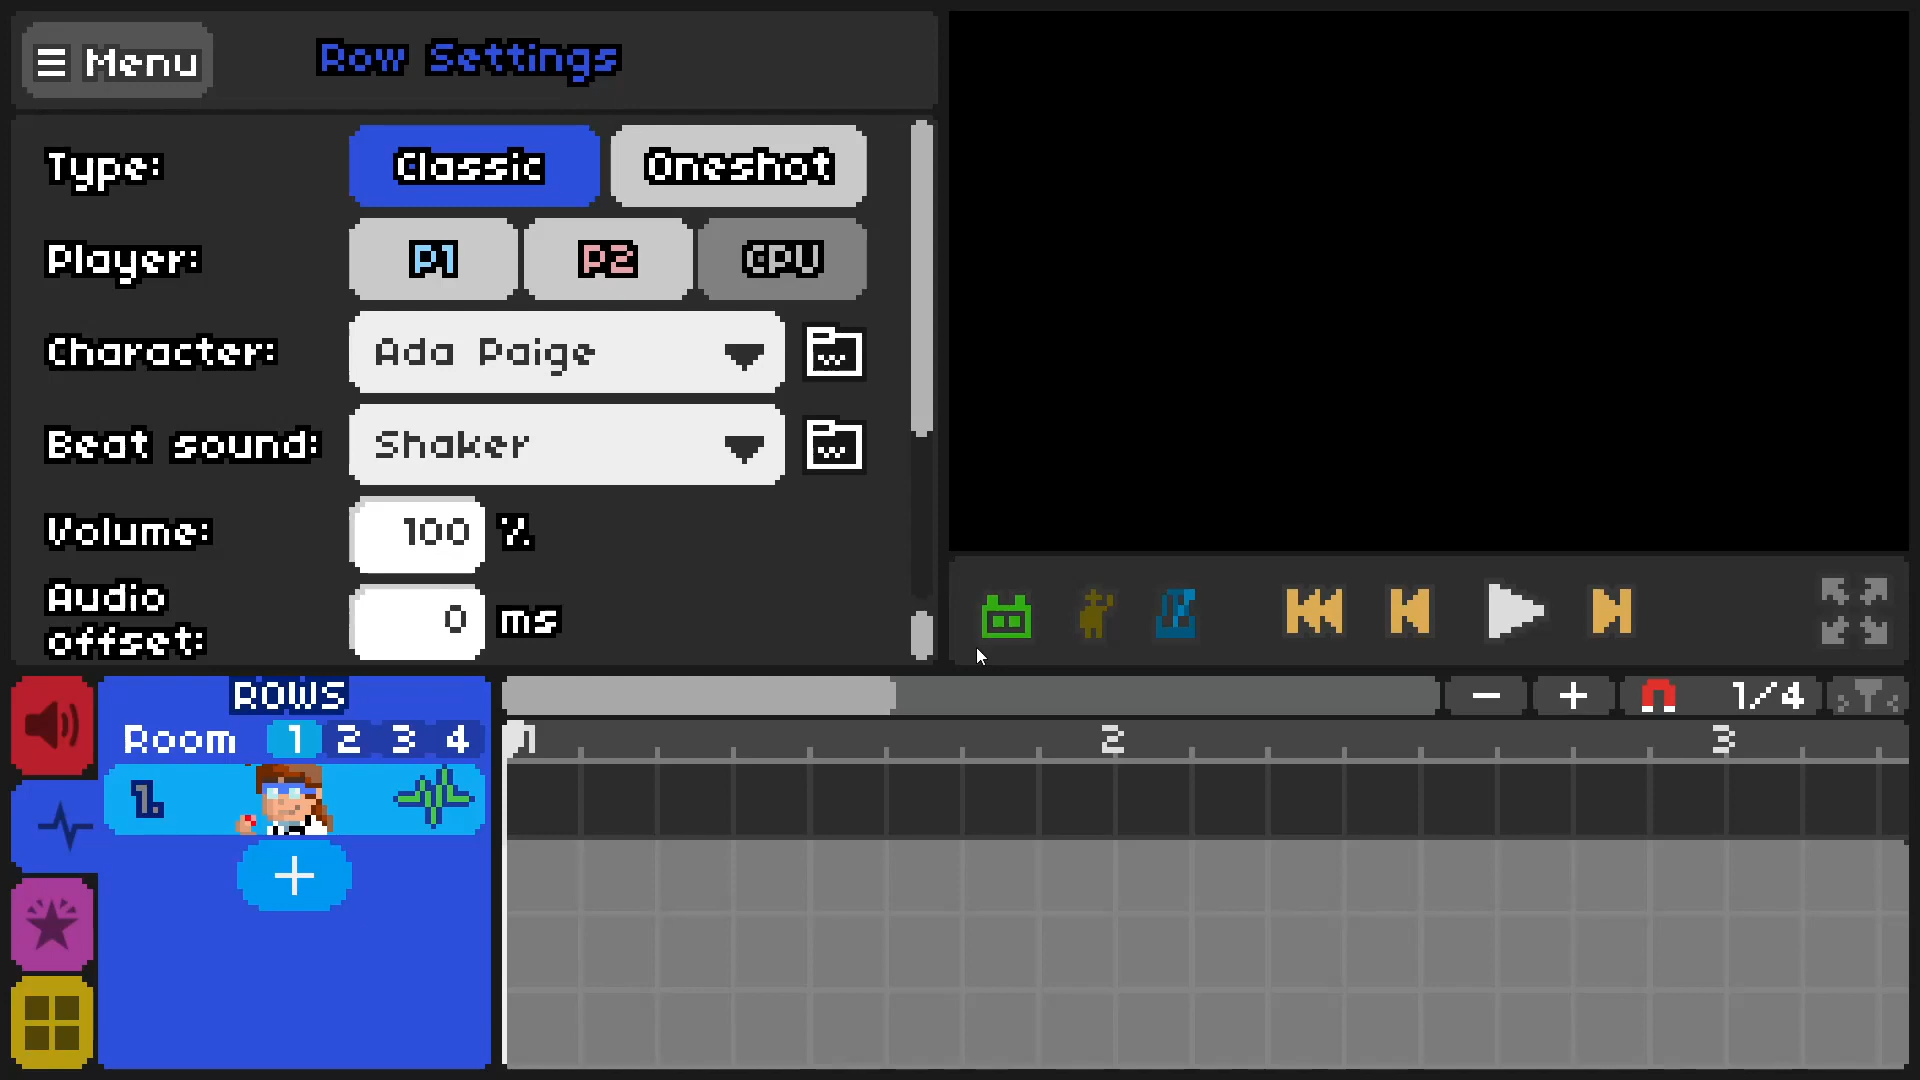 ☰ Menu
Row Settings
Type:
Classic
Oneshot
Player:
P1
P2
CPU
Character:
Ada Paige
Beat sound:
Shaker
Volume:
100
%
Audio
offset:
0
ms
ROWS
Room 1 2 3 4
1.
+
− +
1/4
1
2
3